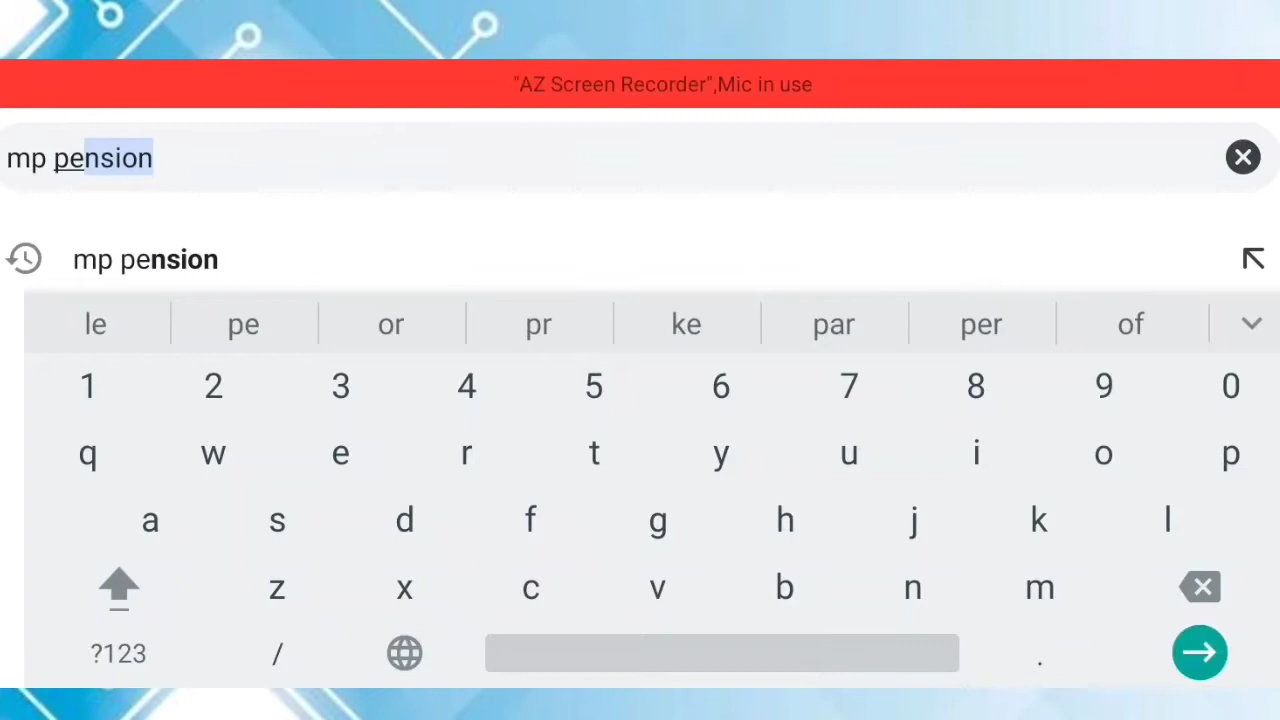 "AZ Screen Recorder",Mic in use
mp pension
mp pension
le pe or pr ke par per of
1 2 3 4 5 6 7 8 9 0
q w e r t y u i o p
a s d f g h j k l
z x c v b n m
?123 / .